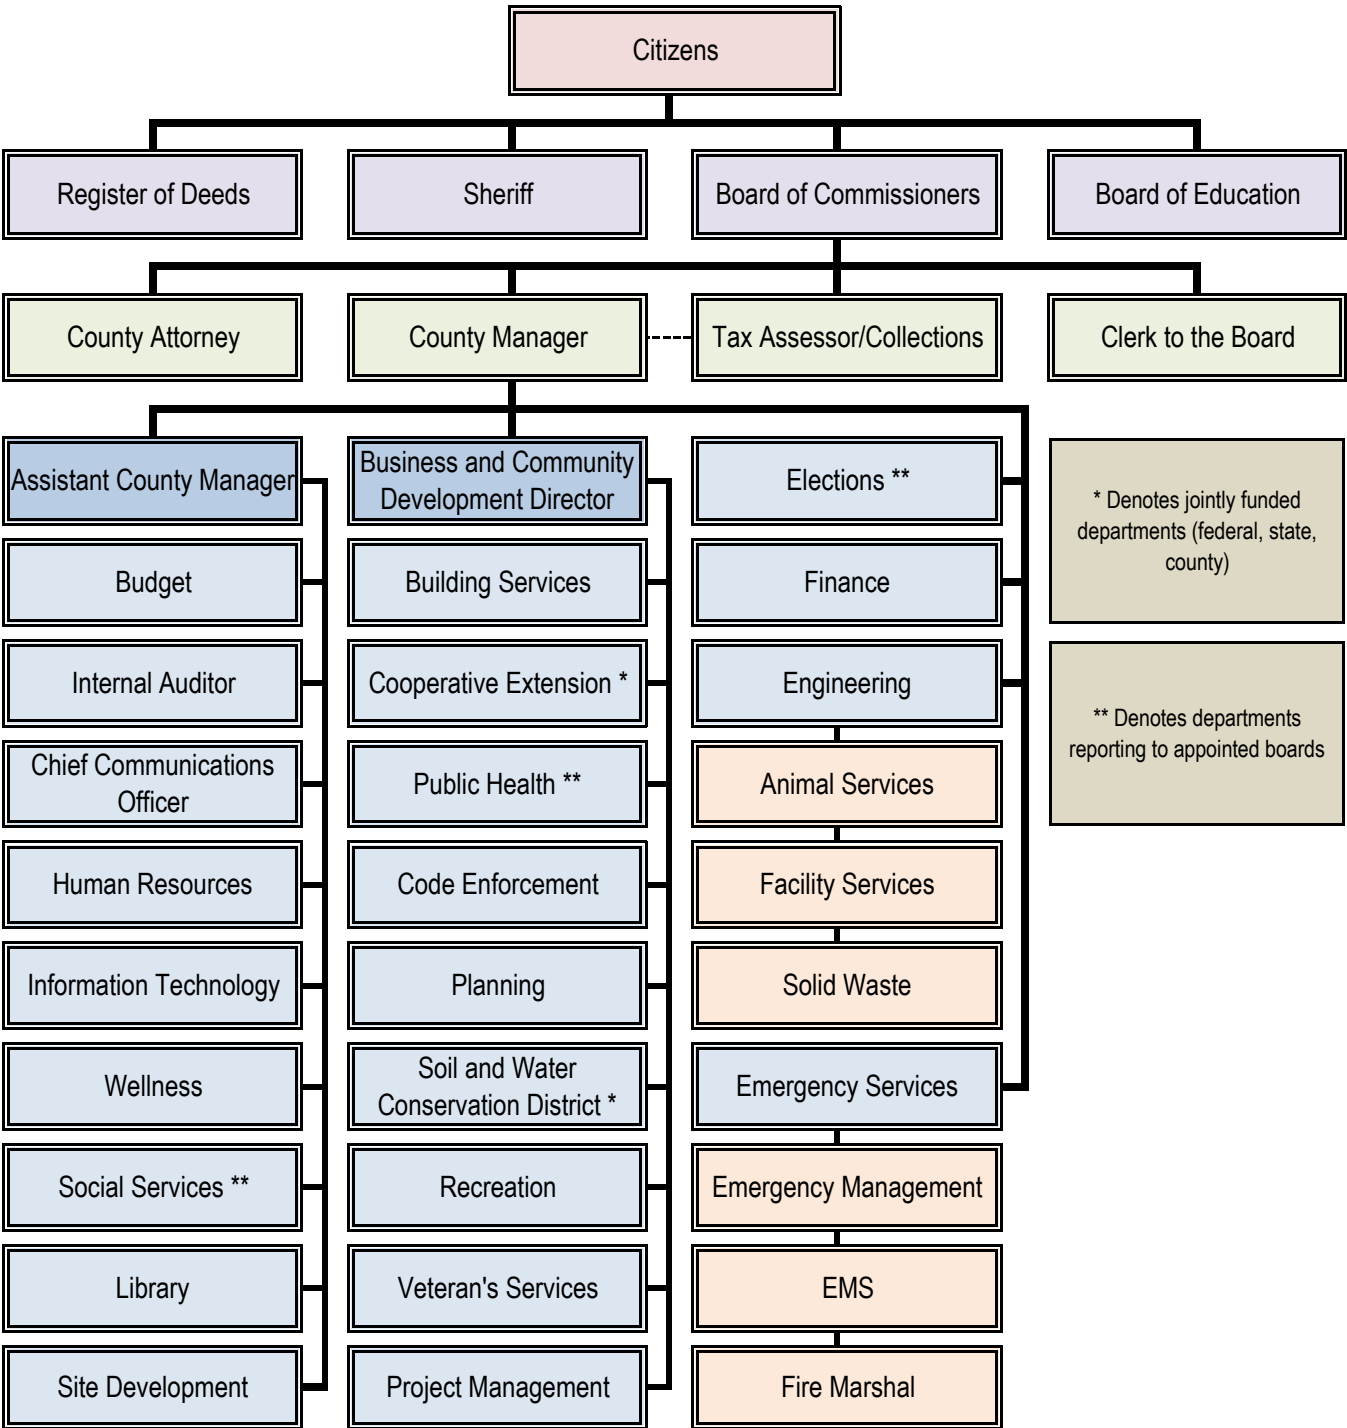 Citizens
Register of Deeds
Sheriff
Board of Commissioners
Board of Education
County Attorney
County Manager
Tax Assessor/Collections
Clerk to the Board
Assistant County Manager
Budget
Internal Auditor
Chief Communications
Officer
Human Resources
Information Technology
Wellness
Social Services **
Library
Site Development
Business and Community
Development Director
Building Services
Cooperative Extension *
Public Health **
Code Enforcement
Planning
Soil and Water
Conservation District *
Recreation
Veteran's Services
Project Management
Elections **
Finance
Engineering
Animal Services
Facility Services
Solid Waste
Emergency Services
Emergency Management
EMS
Fire Marshal
* Denotes jointly funded
departments (federal, state,
county)
** Denotes departments
reporting to appointed boards